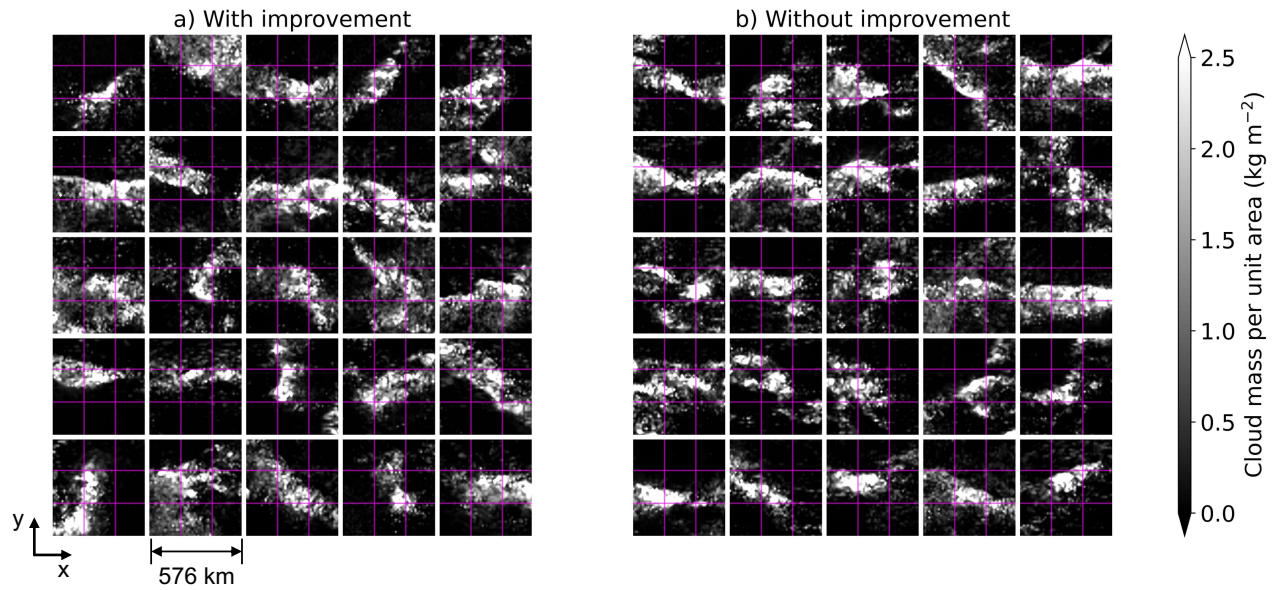 a) With improvement
b) Without improvement
2.5
2.0
1.5
1.0
0.5
0.0
Cloud mass per unit area (kg m⁻²)
y
x
576 km